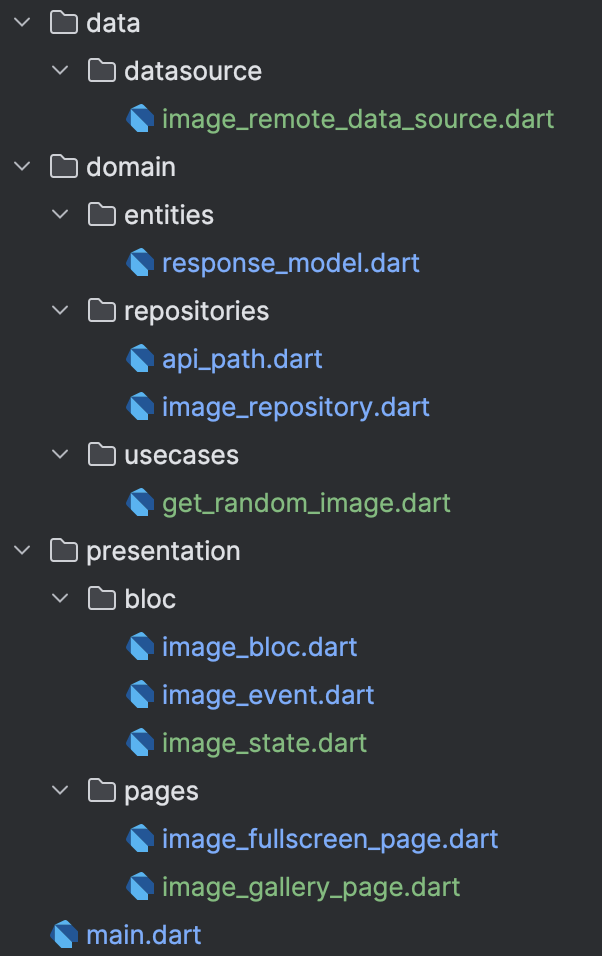 data
datasource
image_remote_data_source.dart
domain
entities
response_model.dart
repositories
api_path.dart
image_repository.dart
usecases
get_random_image.dart
presentation
bloc
image_bloc.dart
image_event.dart
image_state.dart
pages
image_fullscreen_page.dart
image_gallery_page.dart
main.dart